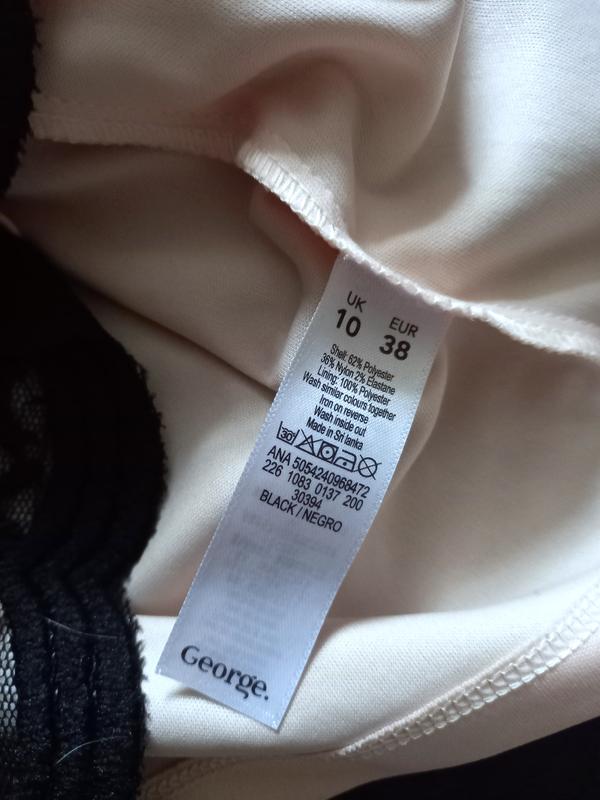 UK EUR
10 38
Shell: 62% Polyester
36% Nylon 2% Elastane
Lining: 100% Polyester
Wash similar colours together
Iron on reverse
Wash inside out
Made in Sri lanka
30
ANA 5054240968472
226 1083 0137 200
30394
BLACK / NEGRO
George.